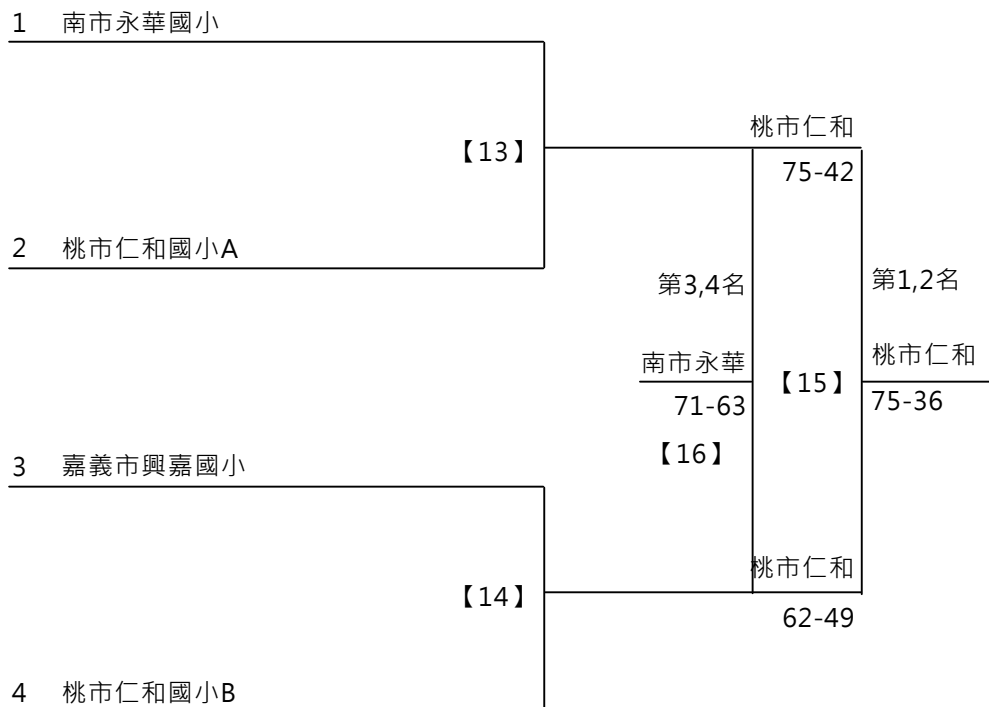 1 南市永華國小
桃市仁和
【13】
75-42
2 桃市仁和國小A
第3,4名
第1,2名
南市永華
桃市仁和
【15】
71-63
75-36
【16】
3 嘉義市興嘉國小
桃市仁和
【14】
62-49
4 桃市仁和國小B